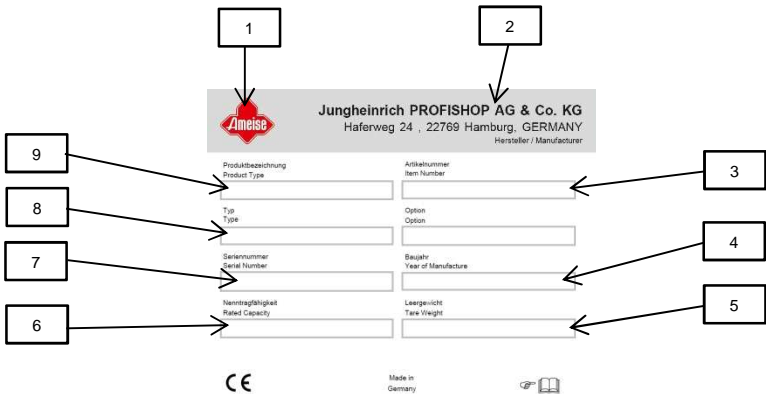 1
2
Ameise
Jungheinrich PROFISHOP AG & Co. KG
Haferweg 24 , 22769 Hamburg, GERMANY
Hersteller / Manufacturer
9
Produktbezeichnung
Product Type
Artikelnummer
Item Number
3
8
Typ
Type
Option
Option
7
Seriennummer
Serial Number
Baujahr
Year of Manufacture
4
6
Nenntragfähigkeit
Rated Capacity
Leergewicht
Tare Weight
5
CE
Made in
Germany